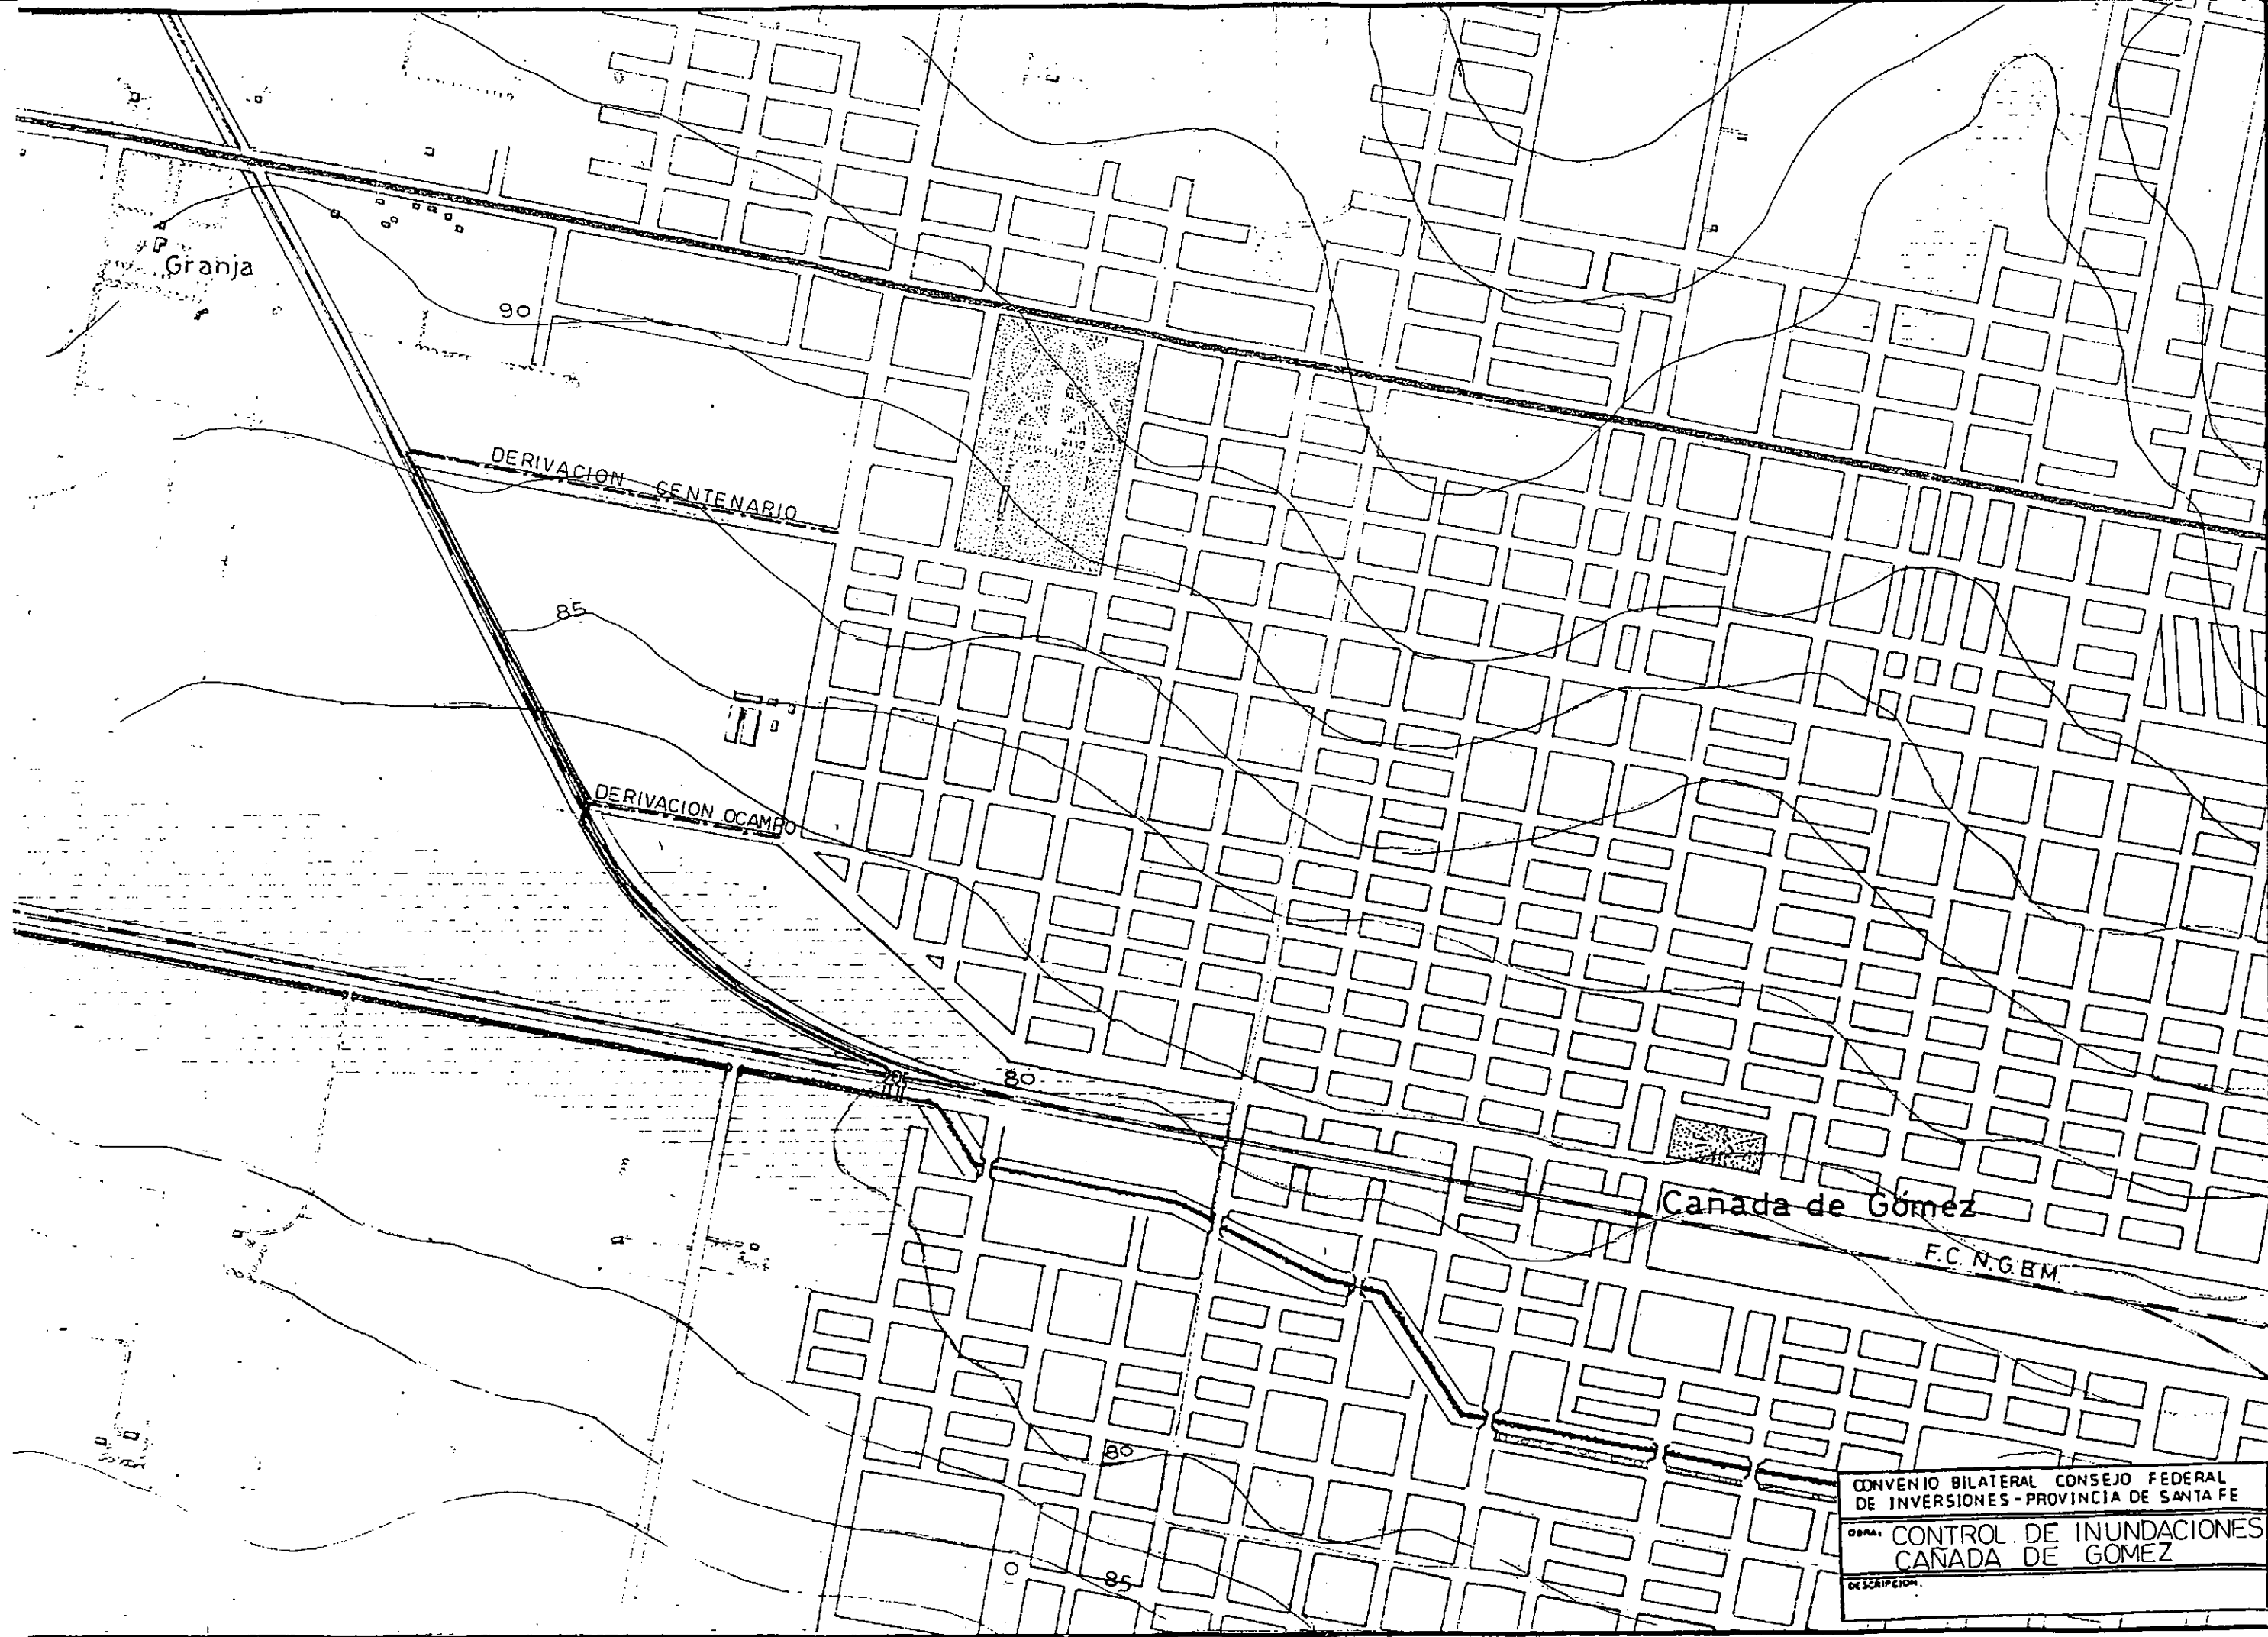 Granja
90
DERIVACION CENTENARIO
85
DERIVACION OCAMPO
80
Cañada de Gómez
F.C. N.G.B.M.
80
85
CONVENIO BILATERAL CONSEJO FEDERAL
DE INVERSIONES - PROVINCIA DE SANTA FE
OBRA: CONTROL DE INUNDACIONES
CAÑADA DE GOMEZ
DESCRIPCION: